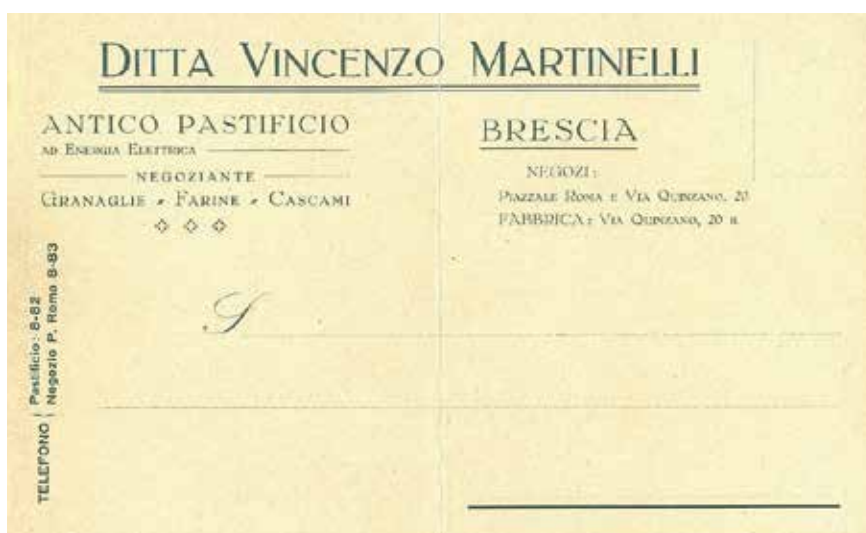 DITTA VINCENZO MARTINELLI
ANTICO PASTIFICIO
AD ENERGIA ELETTRICA
NEGOZIANTE
GRANAGLIE - FARINE - CASCAMI
BRESCIA
NEGOZI:
PIAZZALE ROMA E VIA QUINZANO, 20
FABBRICA: VIA QUINZANO, 20
S
TELEFONO
Pastificio: 8-82
Negozio P. Roma 8-83